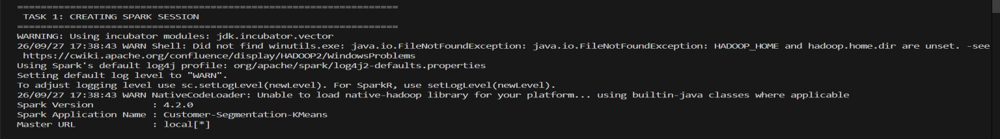 =================================================================
TASK 1: CREATING SPARK SESSION
=================================================================
WARNING: Using incubator modules: jdk.incubator.vector
26/09/27 17:38:43 WARN Shell: Did not find winutils.exe: java.io.FileNotFoundException: java.io.FileNotFoundException: HADOOP_HOME and hadoop.home.dir are unset. -see
https://cwiki.apache.org/confluence/display/HADOOP2/WindowsProblems
Using Spark's default log4j profile: org/apache/spark/log4j2-defaults.properties
Setting default log level to "WARN".
To adjust logging level use sc.setLogLevel(newLevel). For SparkR, use setLogLevel(newLevel).
26/09/27 17:38:43 WARN NativeCodeLoader: Unable to load native-hadoop library for your platform... using builtin-java classes where applicable
Spark Version          : 4.2.0
Spark Application Name : Customer-Segmentation-KMeans
Master URL             : local[*]